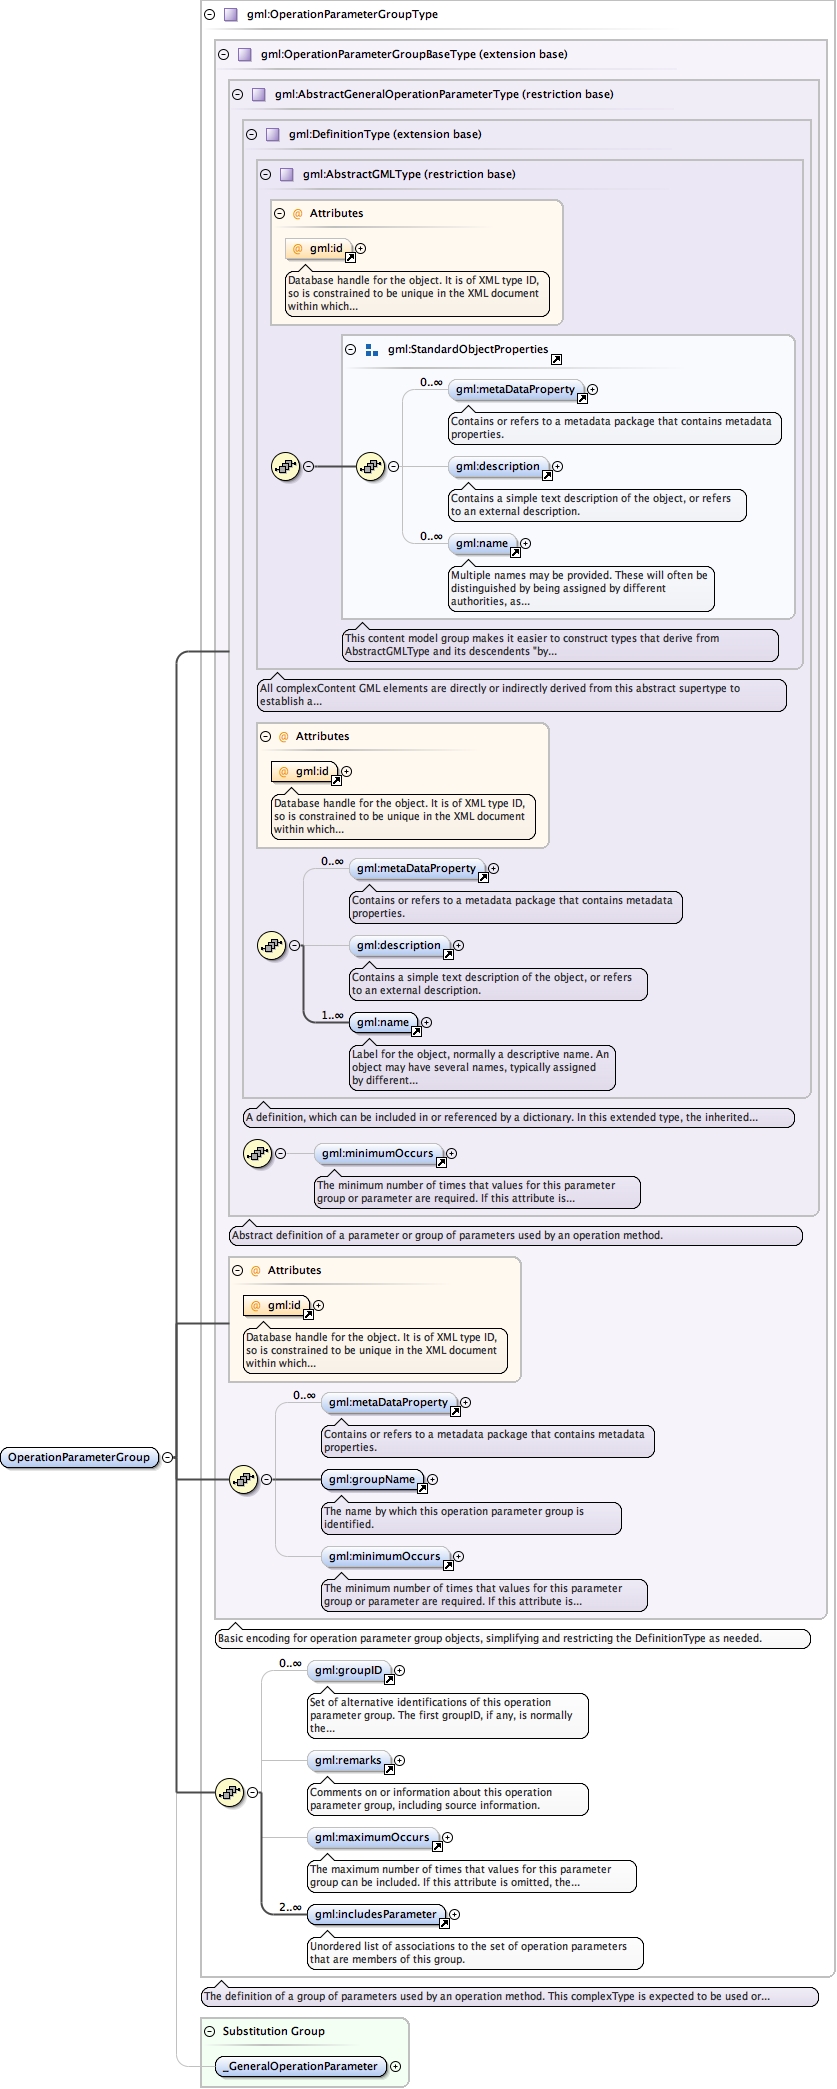 gml:OperationParameterGroupType
gml:OperationParameterGroupBaseType (extension base)
gml:AbstractGeneralOperationParameterType (restriction base)
gml:DefinitionType (extension base)
gml:AbstractGMLType (restriction base)
@ Attributes
@ gml:id
Database handle for the object. It is of XML type ID,
so is constrained to be unique in the XML document
within which...
gml:StandardObjectProperties
0..∞
gml:metaDataProperty
Contains or refers to a metadata package that contains metadata
properties.
gml:description
Contains a simple text description of the object, or refers
to an external description.
0..∞
gml:name
Multiple names may be provided. These will often be
distinguished by being assigned by different
authorities, as...
This content model group makes it easier to construct types that derive from
AbstractGMLType and its descendents "by...
All complexContent GML elements are directly or indirectly derived from this abstract supertype to
establish a...
@ Attributes
@ gml:id
Database handle for the object. It is of XML type ID,
so is constrained to be unique in the XML document
within which...
0..∞
gml:metaDataProperty
Contains or refers to a metadata package that contains metadata
properties.
gml:description
Contains a simple text description of the object, or refers
to an external description.
1..∞
gml:name
Label for the object, normally a descriptive name. An
object may have several names, typically assigned
by different...
A definition, which can be included in or referenced by a dictionary. In this extended type, the inherited...
gml:minimumOccurs
The minimum number of times that values for this parameter
group or parameter are required. If this attribute is...
Abstract definition of a parameter or group of parameters used by an operation method.
@ Attributes
@ gml:id
Database handle for the object. It is of XML type ID,
so is constrained to be unique in the XML document
within which...
0..∞
gml:metaDataProperty
Contains or refers to a metadata package that contains metadata
properties.
OperationParameterGroup
gml:groupName
The name by which this operation parameter group is
identified.
gml:minimumOccurs
The minimum number of times that values for this parameter
group or parameter are required. If this attribute is...
Basic encoding for operation parameter group objects, simplifying and restricting the DefinitionType as needed.
0..∞
gml:groupID
Set of alternative identifications of this operation
parameter group. The first groupID, if any, is normally
the...
gml:remarks
Comments on or information about this operation
parameter group, including source information.
gml:maximumOccurs
The maximum number of times that values for this parameter
group can be included. If this attribute is omitted, the...
2..∞
gml:includesParameter
Unordered list of associations to the set of operation parameters
that are members of this group.
The definition of a group of parameters used by an operation method. This complexType is expected to be used or...
Substitution Group
_GeneralOperationParameter